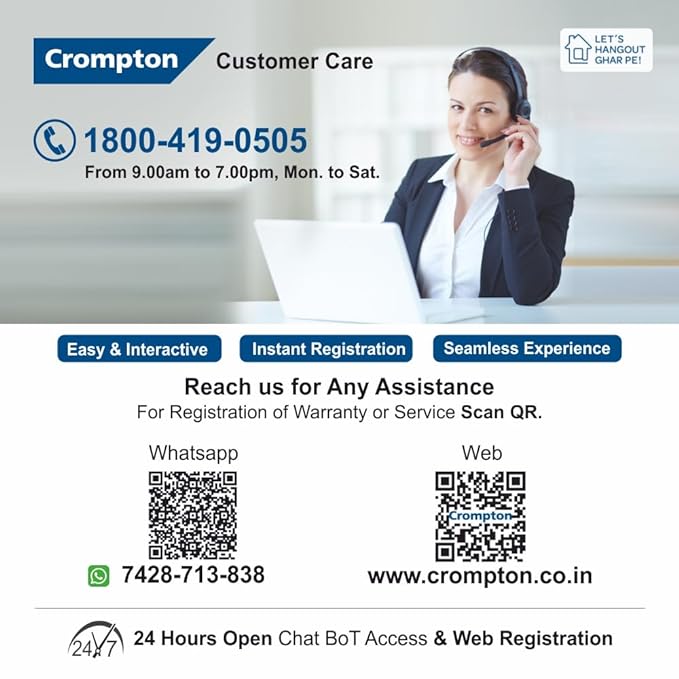 Crompton Customer Care
LET'S
HANGOUT
GHAR PE!
1800-419-0505
From 9.00am to 7.00pm, Mon. to Sat.
Easy & Interactive
Instant Registration
Seamless Experience
Reach us for Any Assistance
For Registration of Warranty or Service Scan QR.
Whatsapp
Web
Crompton
7428-713-838
www.crompton.co.in
24x7
24 Hours Open Chat BoT Access & Web Registration